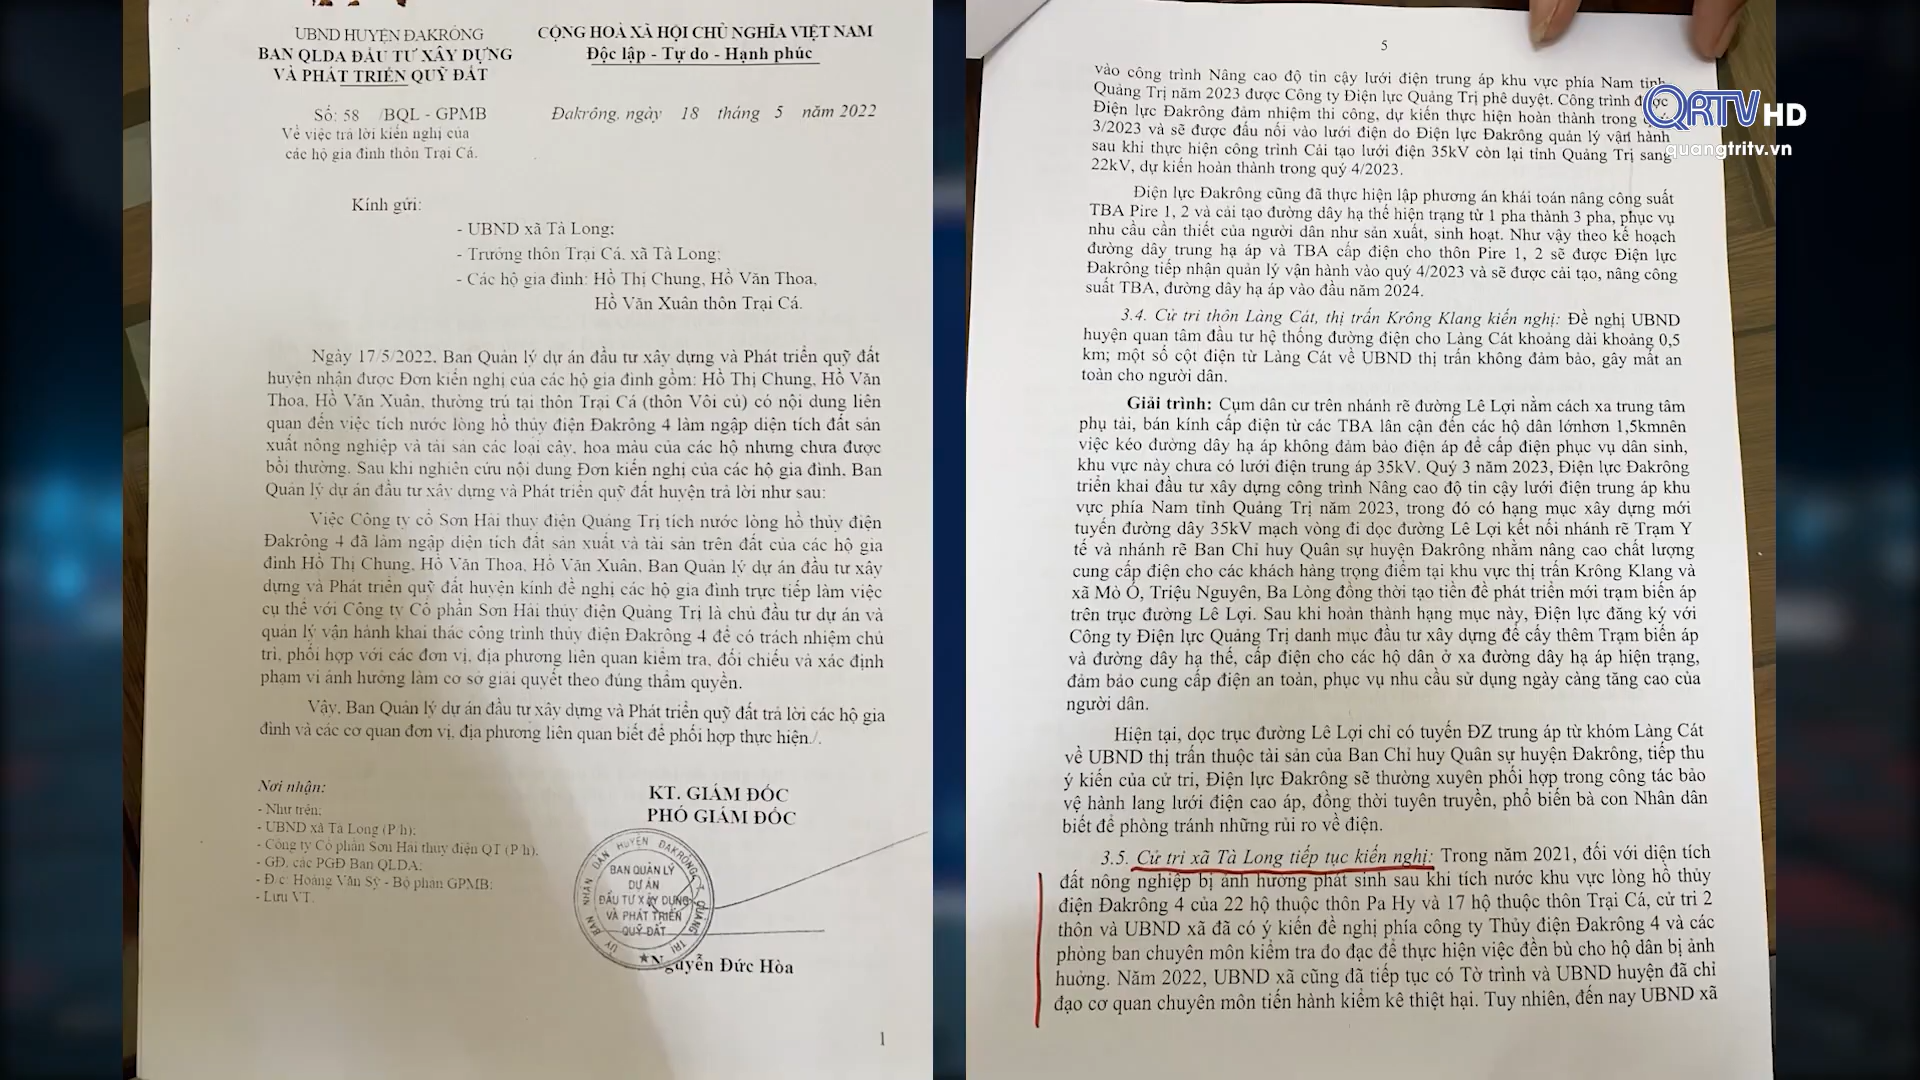 UBND HUYỆN ĐAKRÔNG
BAN QLDA ĐẦU TƯ XÂY DỰNG
VÀ PHÁT TRIỂN QUỸ ĐẤT
CỘNG HOÀ XÃ HỘI CHỦ NGHĨA VIỆT NAM
Độc lập - Tự do - Hạnh phúc
Số: 58 /BQL - GPMB
Đakrông, ngày 18 tháng 5 năm 2022
Về việc trả lời kiến nghị của
các hộ gia đình thôn Trại Cá.
Kính gửi:
- UBND xã Tà Long;
- Trưởng thôn Trại Cá, xã Tà Long;
- Các hộ gia đình: Hồ Thị Chung, Hồ Văn Thoa,
Hồ Văn Xuân thôn Trại Cá.
Ngày 17/5/2022, Ban Quản lý dự án đầu tư xây dựng và Phát triển quỹ đất
huyện nhận được Đơn kiến nghị của các hộ gia đình gồm: Hồ Thị Chung, Hồ Văn
Thoa, Hồ Văn Xuân, thường trú tại thôn Trại Cá (thôn Vôi cũ) có nội dung liên
quan đến việc tích nước lòng hồ thủy điện Đakrông 4 làm ngập diện tích đất sản
xuất nông nghiệp và tài sản các loại cây, hoa màu của các hộ nhưng chưa được
bồi thường. Sau khi nghiên cứu nội dung Đơn kiến nghị của các hộ gia đình, Ban
Quản lý dự án đầu tư xây dựng và Phát triển quỹ đất huyện trả lời như sau:
Việc Công ty cổ Sơn Hải thuỷ điện Quảng Trị tích nước lòng hồ thủy điện
Đakrông 4 đã làm ngập diện tích đất sản xuất và tài sản trên đất của các hộ gia
đình Hồ Thị Chung, Hồ Văn Thoa, Hồ Văn Xuân, Ban Quản lý dự án đầu tư xây
dựng và Phát triển quỹ đất huyện kính đề nghị các hộ gia đình trực tiếp làm việc
cụ thể với Công ty Cổ phần Sơn Hải thủy điện Quảng Trị là chủ đầu tư dự án và
quản lý vận hành khai thác công trình thủy điện Đakrông 4 để có trách nhiệm chủ
trì, phối hợp với các đơn vị, địa phương liên quan kiểm tra, đối chiếu và xác định
phạm vi ảnh hưởng làm cơ sở giải quyết theo đúng thẩm quyền.
Vậy, Ban Quản lý dự án đầu tư xây dựng và Phát triển quỹ đất trả lời các hộ gia
đình và các cơ quan đơn vị, địa phương liên quan biết để phối hợp thực hiện./.
Nơi nhận:
- Như trên;
- UBND xã Tà Long (P/h);
- Công ty Cổ phần Sơn Hải thuỷ điện QT (P/h);
- GĐ, các PGĐ Ban QLDA;
- Đ/c: Hoàng Văn Sỹ - Bộ phận GPMB;
- Lưu VT.
KT. GIÁM ĐỐC
PHÓ GIÁM ĐỐC
ỦY BAN NHÂN DÂN HUYỆN ĐAKRÔNG T. QUẢNG TRỊ
BAN QUẢN LÝ
DỰ ÁN
ĐẦU TƯ XÂY DỰNG
VÀ PHÁT TRIỂN
QUỸ ĐẤT
Nguyễn Đức Hòa
1
5
vào công trình Nâng cao độ tin cậy lưới điện trung áp khu vực phía Nam tỉnh
Quảng Trị năm 2023 được Công ty Điện lực Quảng Trị phê duyệt. Công trình được
Điện lực Đakrông đảm nhiệm thi công, dự kiến thực hiện hoàn thành trong quý
3/2023 và sẽ được đấu nối vào lưới điện do Điện lực Đakrông quản lý vận hành
sau khi thực hiện công trình Cải tạo lưới điện 35kV còn lại tỉnh Quảng Trị sang
22kV, dự kiến hoàn thành trong quý 4/2023.
Điện lực Đakrông cũng đã thực hiện lập phương án khái toán nâng công suất
TBA Pire 1, 2 và cải tạo đường dây hạ thế hiện trạng từ 1 pha thành 3 pha, phục vụ
nhu cầu cần thiết của người dân như sản xuất, sinh hoạt. Như vậy theo kế hoạch
đường dây trung hạ áp và TBA cấp điện cho thôn Pire 1, 2 sẽ được Điện lực
Đakrông tiếp nhận quản lý vận hành vào quý 4/2023 và sẽ được cải tạo, nâng công
suất TBA, đường dây hạ áp vào đầu năm 2024.
3.4. Cử tri thôn Làng Cát, thị trấn Krông Klang kiến nghị: Đề nghị UBND
huyện quan tâm đầu tư hệ thống đường điện cho Làng Cát khoảng dài khoảng 0,5
km; một số cột điện từ Làng Cát về UBND thị trấn không đảm bảo, gây mất an
toàn cho người dân.
Giải trình: Cụm dân cư trên nhánh rẽ đường Lê Lợi nằm cách xa trung tâm
phụ tải, bán kính cấp điện từ các TBA lân cận đến các hộ dân lớnhơn 1,5kmnên
việc kéo đường dây hạ áp không đảm bảo điện áp để cấp điện phục vụ dân sinh,
khu vực này chưa có lưới điện trung áp 35kV. Quý 3 năm 2023, Điện lực Đakrông
triển khai đầu tư xây dựng công trình Nâng cao độ tin cậy lưới điện trung áp khu
vực phía Nam tỉnh Quảng Trị năm 2023, trong đó có hạng mục xây dựng mới
tuyến đường dây 35kV mạch vòng đi dọc đường Lê Lợi kết nối nhánh rẽ Trạm Y
tế và nhánh rẽ Ban Chỉ huy Quân sự huyện Đakrông nhằm nâng cao chất lượng
cung cấp điện cho các khách hàng trọng điểm tại khu vực thị trấn Krông Klang và
xã Mò Ó, Triệu Nguyên, Ba Lòng đồng thời tạo tiền đề phát triển mới trạm biến áp
trên trục đường Lê Lợi. Sau khi hoàn thành hạng mục này, Điện lực đăng ký với
Công ty Điện lực Quảng Trị danh mục đầu tư xây dựng để cấy thêm Trạm biến áp
và đường dây hạ thế, cấp điện cho các hộ dân ở xa đường dây hạ áp hiện trạng,
đảm bảo cung cấp điện an toàn, phục vụ nhu cầu sử dụng ngày càng tăng cao của
người dân.
Hiện tại, dọc trục đường Lê Lợi chỉ có tuyến ĐZ trung áp từ khóm Làng Cát
về UBND thị trấn thuộc tài sản của Ban Chỉ huy Quân sự huyện Đakrông, tiếp thu
ý kiến của cử tri, Điện lực Đakrông sẽ thường xuyên phối hợp trong công tác bảo
vệ hành lang lưới điện cao áp, đồng thời tuyên truyền, phổ biến bà con Nhân dân
biết để phòng tránh những rủi ro về điện.
3.5. Cử tri xã Tà Long tiếp tục kiến nghị: Trong năm 2021, đối với diện tích
đất nông nghiệp bị ảnh hưởng phát sinh sau khi tích nước khu vực lòng hồ thủy
điện Đakrông 4 của 22 hộ thuộc thôn Pa Hy và 17 hộ thuộc thôn Trại Cá, cử tri 2
thôn và UBND xã đã có ý kiến đề nghị phía công ty Thủy điện Đakrông 4 và các
phòng ban chuyên môn kiểm tra đo đạc để thực hiện việc đền bù cho hộ dân bị ảnh
huởng. Năm 2022, UBND xã cũng đã tiếp tục có Tờ trình và UBND huyện đã chỉ
đạo cơ quan chuyên môn tiến hành kiểm kê thiệt hại. Tuy nhiên, đến nay UBND xã
QRTV HD
quangtritv.vn